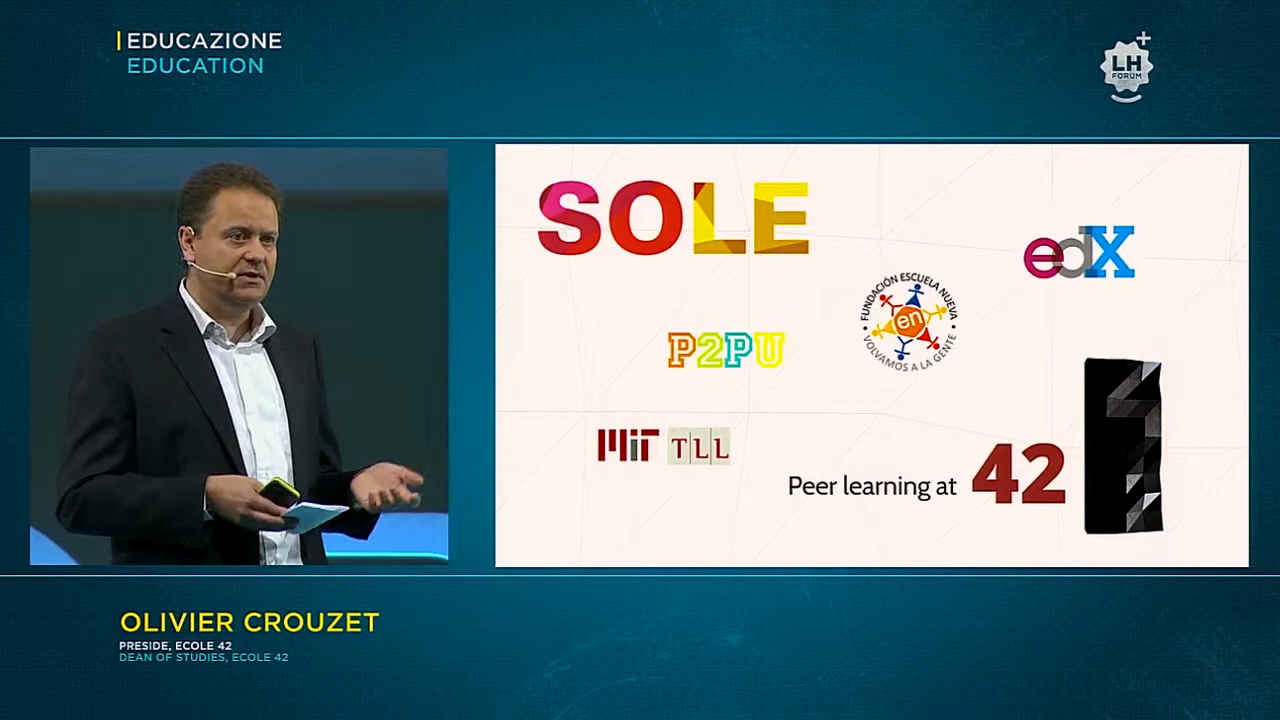 EDUCAZIONE
EDUCATION
LH
FORUM
SOLE
edX
FUNDACIÓN ESCUELA NUEVA
en
VOLVAMOS A LA GENTE
P2PU
MiT TLL
Peer learning at 42
OLIVIER CROUZET
PRESIDE, ECOLE 42
DEAN OF STUDIES, ECOLE 42